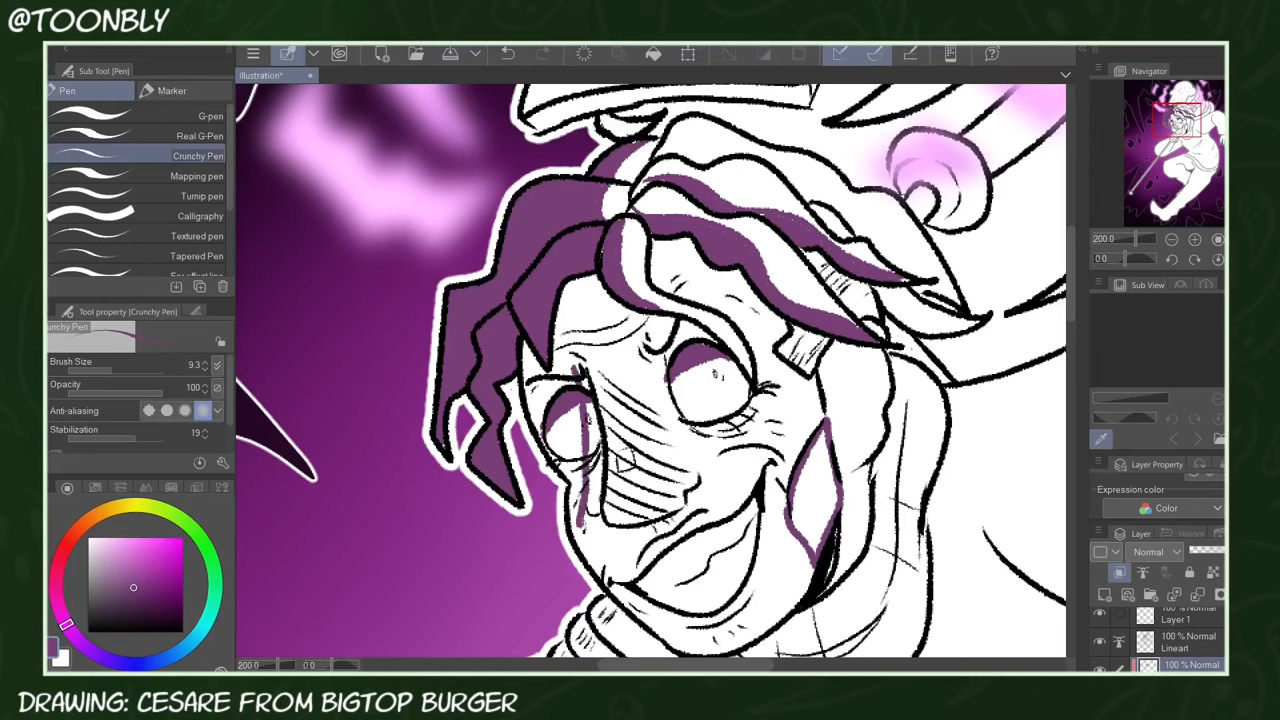 @TOONBLY
Sub Tool [Pen]
Pen
Marker
G-pen
Real G-Pen
Crunchy Pen
Mapping pen
Turnip pen
Calligraphy
Textured pen
Tapered Pen
Tool property [Crunchy Pen]
Crunchy Pen
Brush Size
9.3
Opacity
100
Anti-aliasing
Stabilization
19
Illustration*
200.0
0.0
Navigator
200.0
0.0
Sub View
Layer Property
Expression color
Color
Layer
History
Normal
100 % Normal
Layer 1
100 % Normal
Lineart
100 % Normal
DRAWING: CESARE FROM BIGTOP BURGER